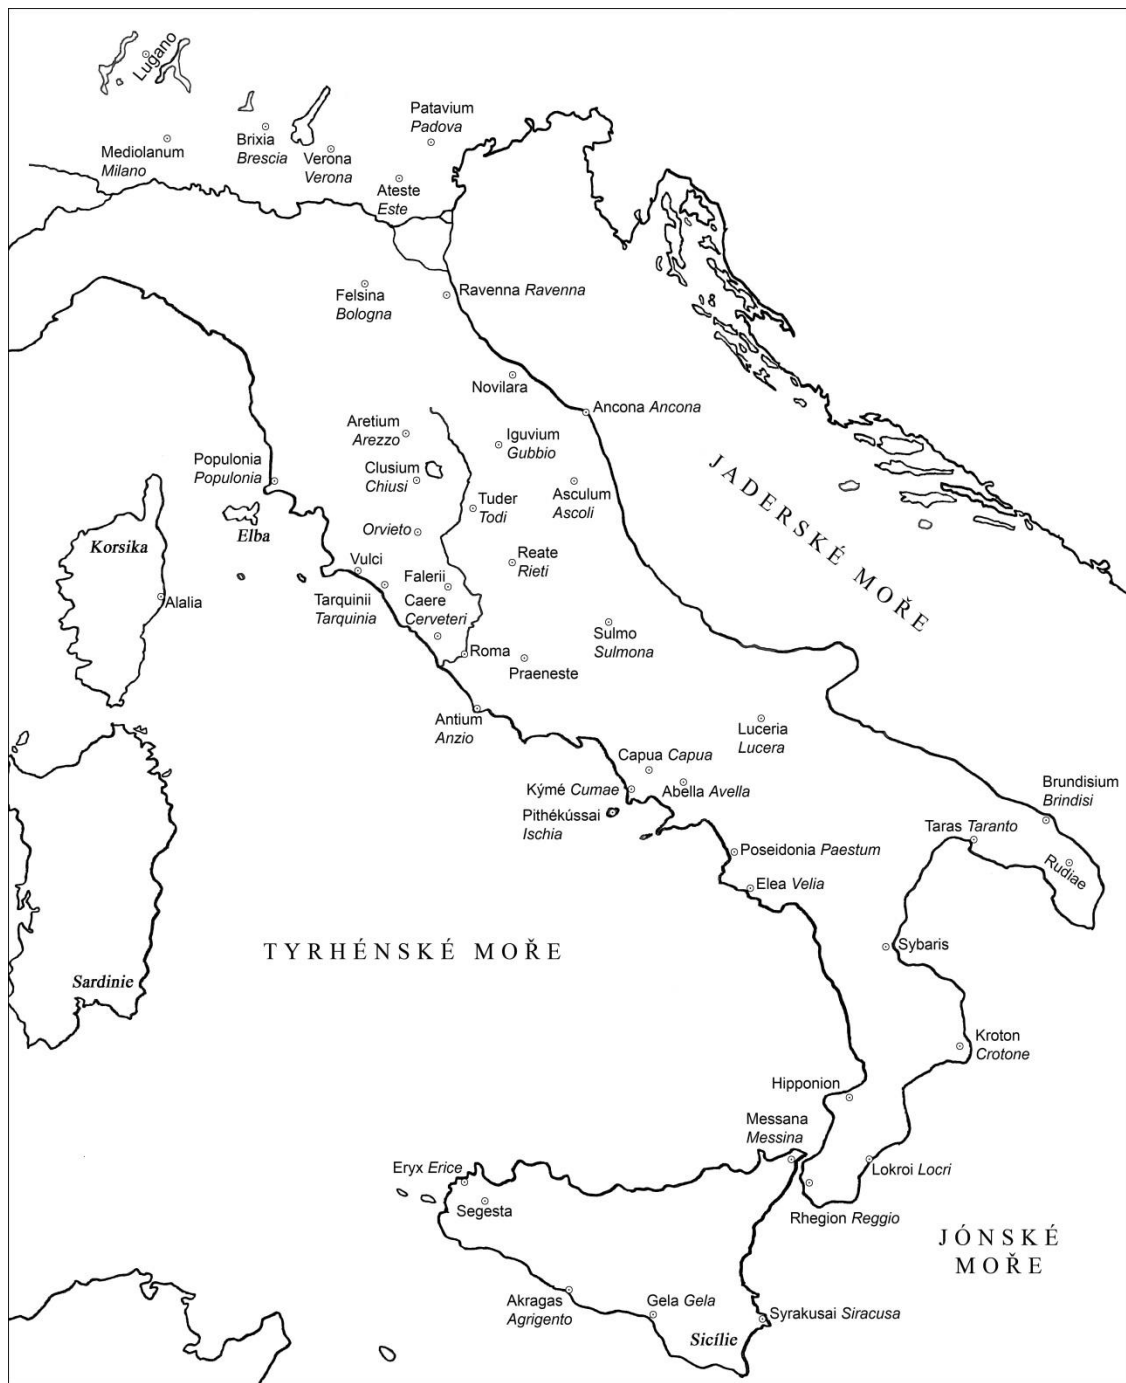 Lugano
Patavium
Padova
Brixia
Brescia
Mediolanum
Milano
Verona
Verona
Ateste
Este
Felsina
Bologna
Ravenna Ravenna
Novilara
Ancona Ancona
Aretium
Arezzo
Iguvium
Gubbio
Populonia
Populonia
Clusium
Chiusi
JADERSKÉ MOŘE
Asculum
Ascoli
Tuder
Todi
Orvieto
Elba
Korsika
Vulci
Reate
Rieti
Falerii
Tarquinii
Tarquinia
Caere
Cerveteri
Alalia
Sulmo
Sulmona
Roma
Praeneste
Antium
Anzio
Luceria
Lucera
Capua Capua
Kýmé Cumae
Abella Avella
Brundisium
Brindisi
Pithékússai
Ischia
Taras Taranto
Poseidonia Paestum
Rudiae
Elea Velia
TYRHÉNSKÉ MOŘE
Sybaris
Sardinie
Kroton
Crotone
Hipponion
Messana
Messina
Eryx Erice
Lokroi Locri
Segesta
Rhegion Reggio
JÓNSKÉ
MOŘE
Akragas
Agrigento
Gela Gela
Syrakusai Siracusa
Sicílie